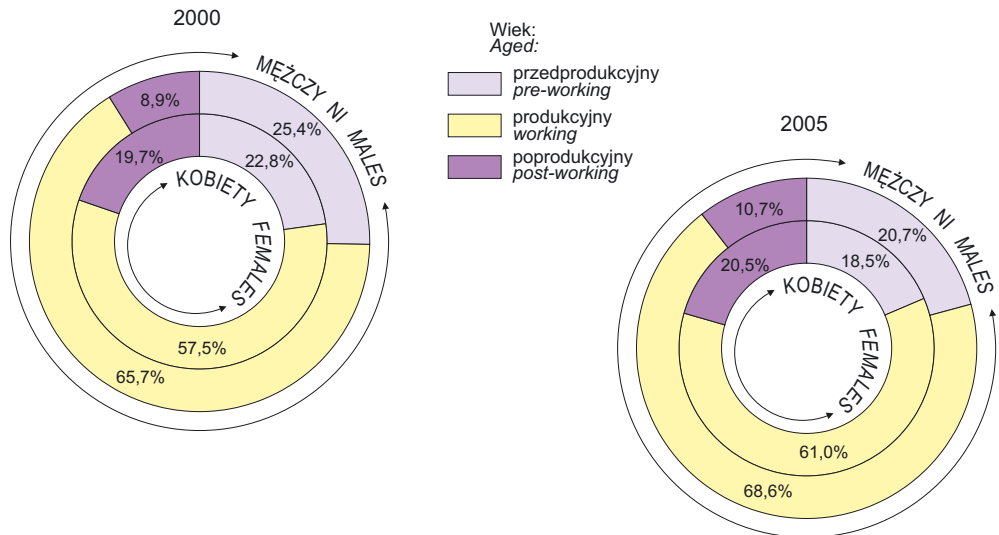 2000
MĘŻCZY NI MALES
8,9%
25,4%
19,7%
22,8%
KOBIETY FEMALES
57,5%
65,7%
Wiek:
Aged:
przedprodukcyjny
pre-working
produkcyjny
working
poprodukcyjny
post-working
2005
MĘŻCZY NI MALES
10,7%
20,7%
20,5%
18,5%
KOBIETY FEMALES
61,0%
68,6%